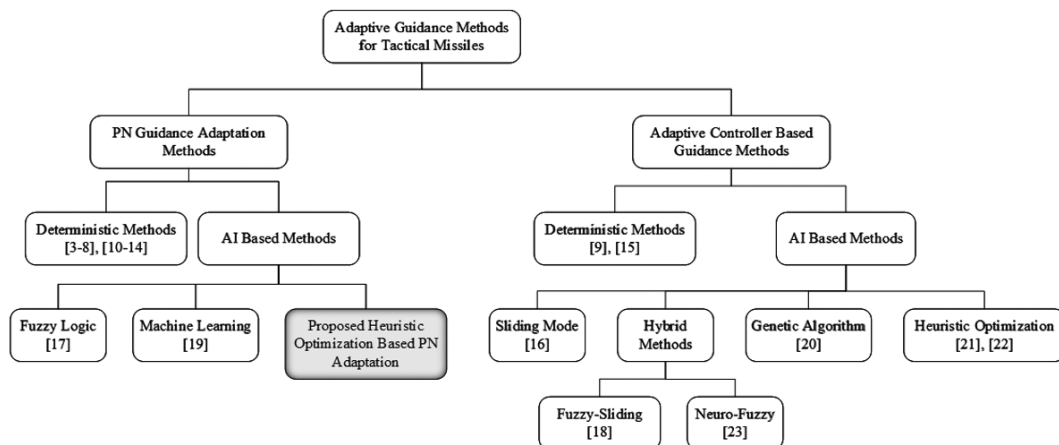 Adaptive Guidance Methods
for Tactical Missiles
PN Guidance Adaptation
Methods
Adaptive Controller Based
Guidance Methods
Deterministic Methods
[3-8], [10-14]
AI Based Methods
Deterministic Methods
[9], [15]
AI Based Methods
Fuzzy Logic
[17]
Machine Learning
[19]
Proposed Heuristic
Optimization Based PN
Adaptation
Sliding Mode
[16]
Hybrid
Methods
Genetic Algorithm
[20]
Heuristic Optimization
[21], [22]
Fuzzy-Sliding
[18]
Neuro-Fuzzy
[23]